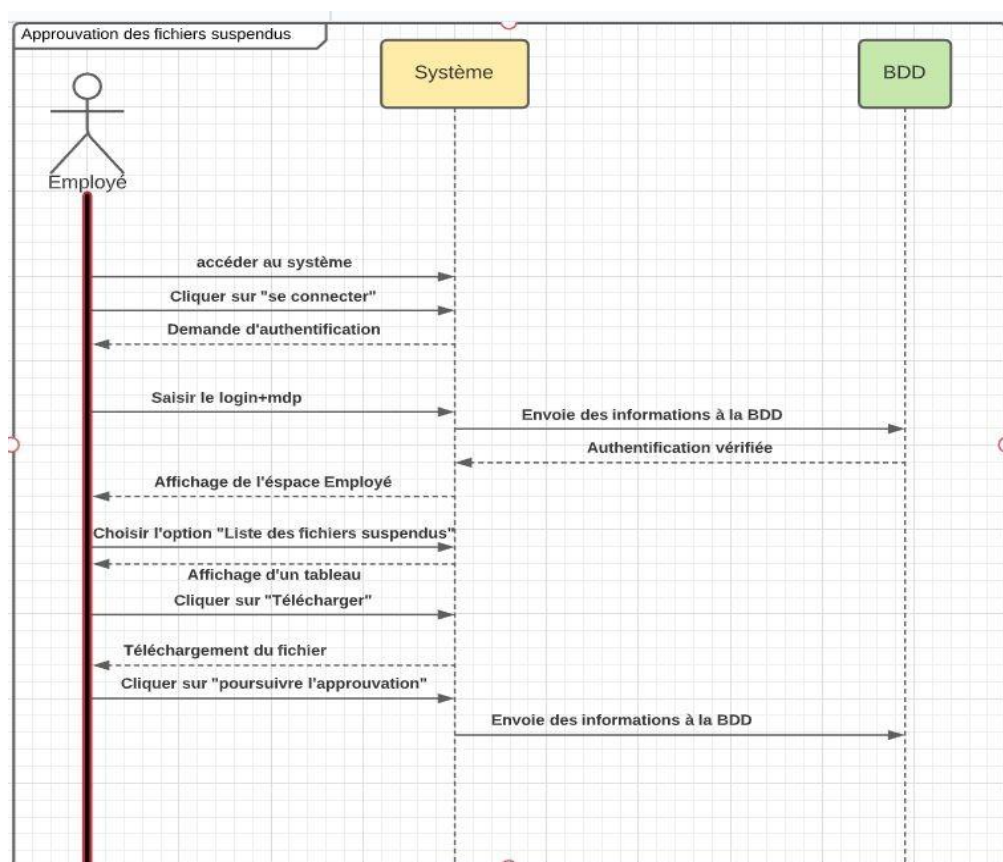 Approuvation des fichiers suspendus
Système
BDD
Employé
accéder au système
Cliquer sur "se connecter"
Demande d'authentification
Saisir le login+mdp
Envoie des informations à la BDD
Authentification vérifiée
Affichage de l'éspace Employé
Choisir l'option "Liste des fichiers suspendus"
Affichage d'un tableau
Cliquer sur "Télécharger"
Téléchargement du fichier
Cliquer sur "poursuivre l'approuvation"
Envoie des informations à la BDD